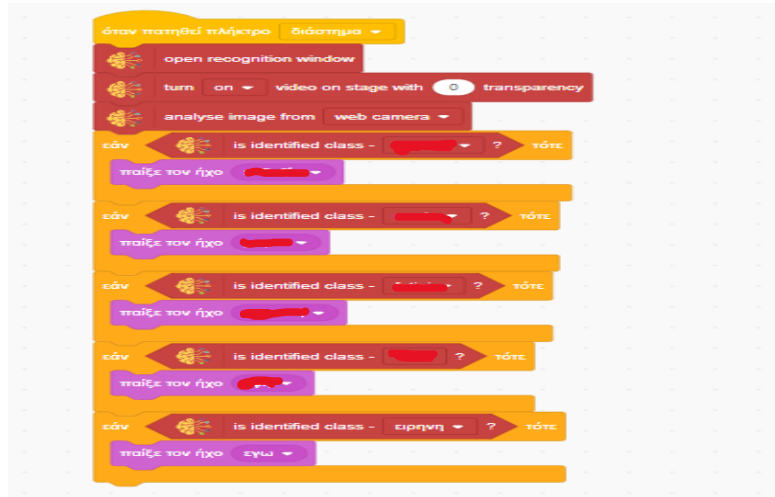 όταν πατηθεί πλήκτρο διάστημα
open recognition window
turn on video on stage with 0 transparency
analyse image from web camera
εάν is identified class - ? τότε
παίξε τον ήχο
εάν is identified class - ? τότε
παίξε τον ήχο
εάν is identified class - ? τότε
παίξε τον ήχο
εάν is identified class - ? τότε
παίξε τον ήχο
εάν is identified class - ειρηνη ? τότε
παίξε τον ήχο εγω